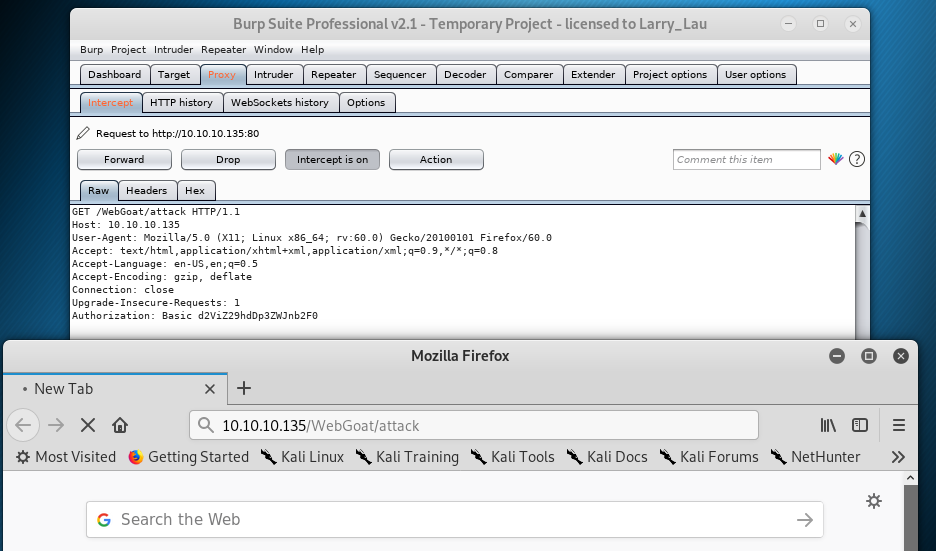 Burp Suite Professional v2.1 - Temporary Project - licensed to Larry_Lau
Burp Project Intruder Repeater Window Help
Dashboard Target Proxy Intruder Repeater Sequencer Decoder Comparer Extender Project options User options
Intercept HTTP history WebSockets history Options
Request to http://10.10.10.135:80
Forward Drop Intercept is on Action Comment this item ?
Raw Headers Hex
GET /WebGoat/attack HTTP/1.1
Host: 10.10.10.135
User-Agent: Mozilla/5.0 (X11; Linux x86_64; rv:60.0) Gecko/20100101 Firefox/60.0
Accept: text/html,application/xhtml+xml,application/xml;q=0.9,*/*;q=0.8
Accept-Language: en-US,en;q=0.5
Accept-Encoding: gzip, deflate
Connection: close
Upgrade-Insecure-Requests: 1
Authorization: Basic d2ViZ29hdDp3ZWJnb2F0
Mozilla Firefox
• New Tab
10.10.10.135/WebGoat/attack
Most Visited Getting Started Kali Linux Kali Training Kali Tools Kali Docs Kali Forums NetHunter
G Search the Web